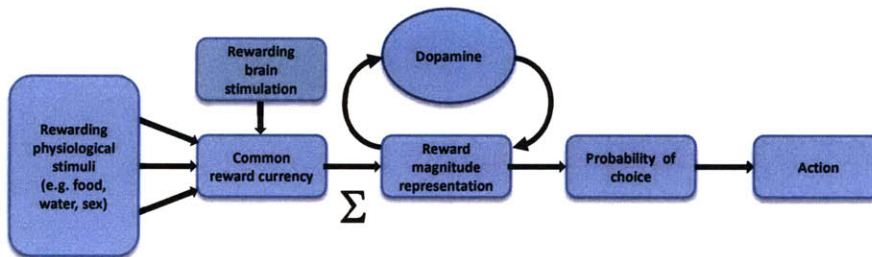 Rewarding
physiological
stimuli
(e.g. food,
water, sex)
Rewarding
brain
stimulation
Common
reward currency
Σ
Dopamine
Reward
magnitude
representation
Probability of
choice
Action